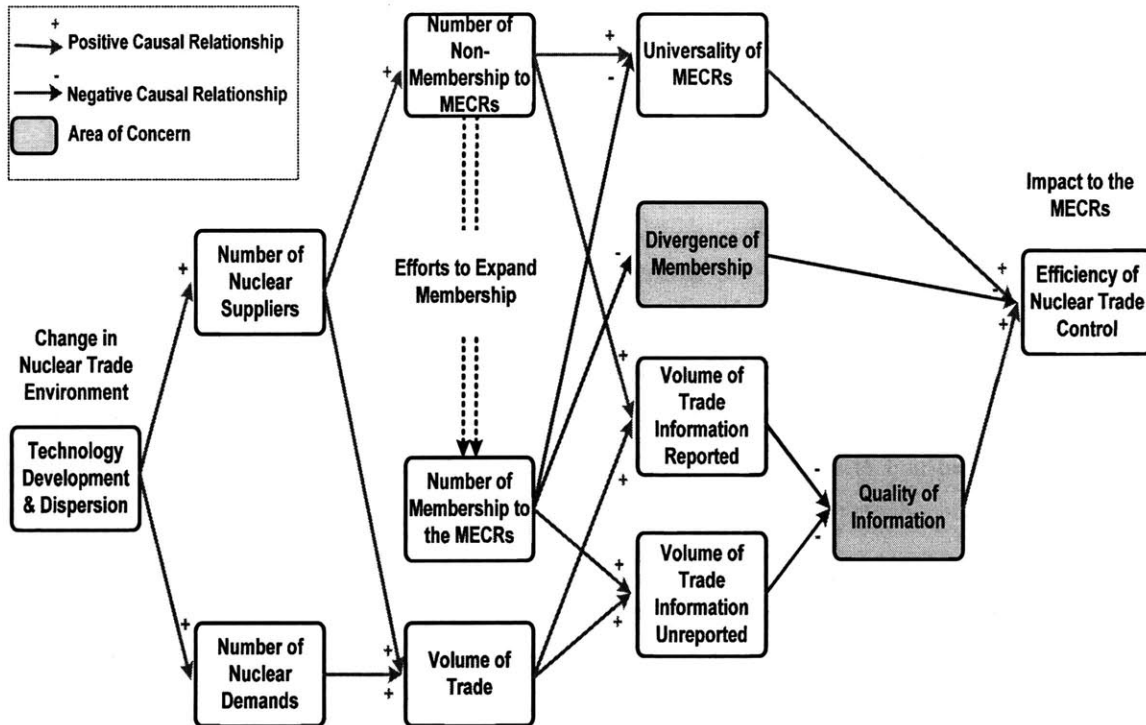 +
Positive Causal Relationship
-
Negative Causal Relationship
Area of Concern
Change in
Nuclear Trade
Environment
Technology
Development
& Dispersion
+
Number of
Nuclear
Suppliers
+
Number of
Nuclear
Demands
+
Number of
Non-
Membership to
MECRs
Efforts to Expand
Membership
Number of
Membership to
the MECRs
+
+
Volume of
Trade
+
-
Universality of
MECRs
-
Divergence of
Membership
+
+
Volume of
Trade
Information
Reported
+
+
Volume of
Trade
Information
Unreported
-
-
Quality of
Information
Impact to the
MECRs
+
-
+
Efficiency of
Nuclear Trade
Control